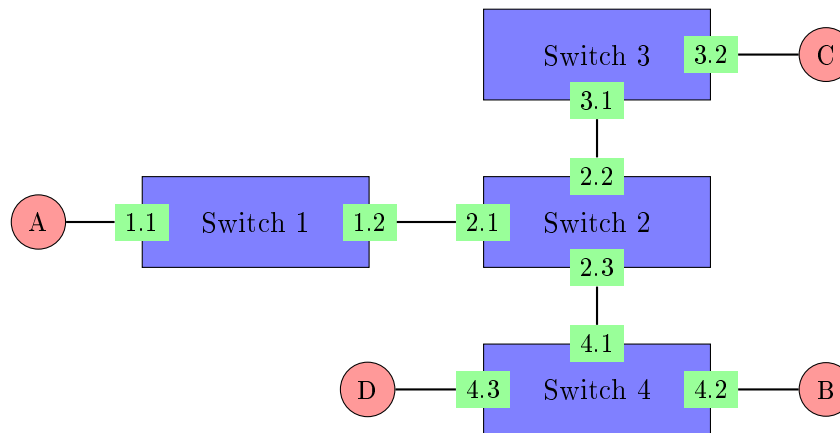 Switch 3
3.2
C
3.1
2.2
A
1.1
Switch 1
1.2
2.1
Switch 2
2.3
4.1
D
4.3
Switch 4
4.2
B